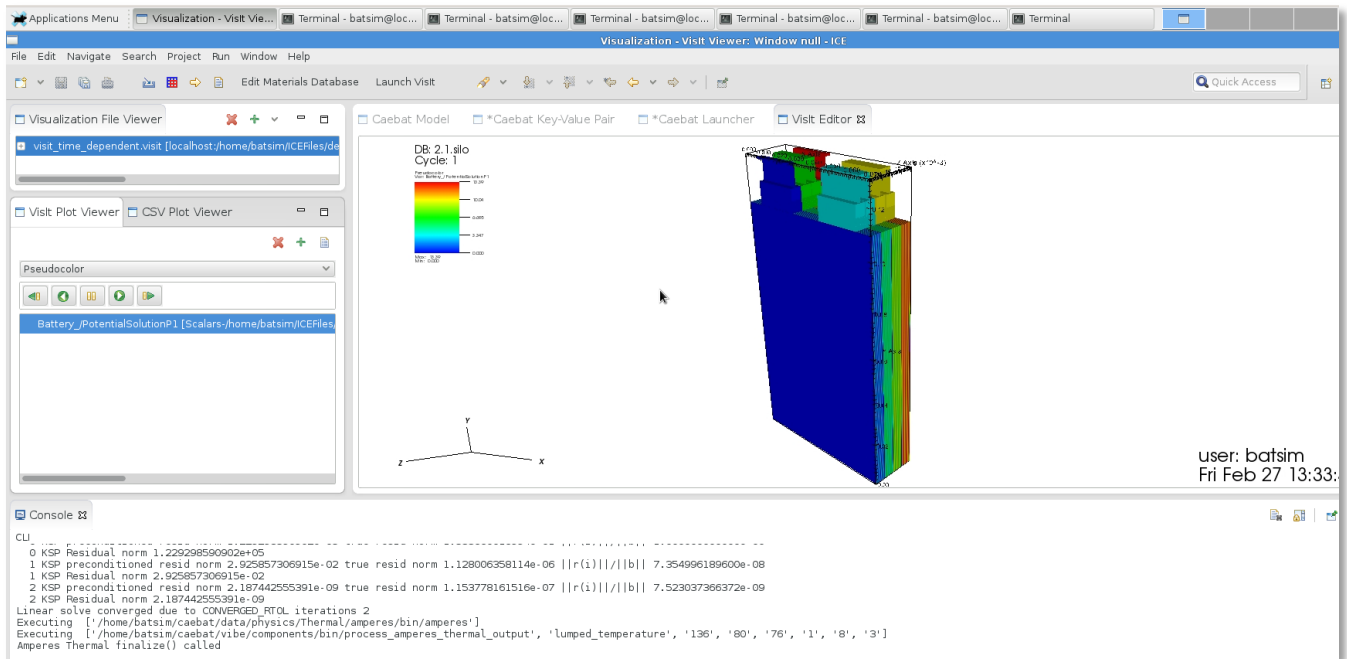 Applications Menu
Visualization - VisIt Vie...
Terminal - batsim@loc...
Terminal - batsim@loc...
Terminal - batsim@loc...
Terminal - batsim@loc...
Terminal - batsim@loc...
Terminal
Visualization - VisIt Viewer: Window null - ICE
File Edit Navigate Search Project Run Window Help
Edit Materials Database Launch VisIt
Quick Access
Visualization File Viewer
visit_time_dependent.visit [localhost:/home/batsim/ICEFiles/de
VisIt Plot Viewer CSV Plot Viewer
Pseudocolor
Battery_/PotentialSolutionP1 [Scalars-/home/batsim/ICEFiles/
Caebat Model *Caebat Key-Value Pair *Caebat Launcher VisIt Editor
DB: 2.1.silo
Cycle: 1
Pseudocolor
Var: Battery_/PotentialSolutionP1
0.000
Min: 0.000
Y
Z
X
user: batsim
Fri Feb 27 13:33:
Console
CLI
0 KSP Residual norm 1.229298590902e+05
1 KSP preconditioned resid norm 2.925857306915e-02 true resid norm 1.128006358114e-06 ||r(i)||/||b|| 7.354996189600e-08
1 KSP Residual norm 2.925857306915e-02
2 KSP preconditioned resid norm 2.187442555391e-09 true resid norm 1.153778161516e-07 ||r(i)||/||b|| 7.523037366372e-09
2 KSP Residual norm 2.187442555391e-09
Linear solve converged due to CONVERGED_RTOL iterations 2
Executing ['/home/batsim/caebat/data/physics/Thermal/amperes/bin/amperes']
Executing ['/home/batsim/caebat/vibe/components/bin/process_amperes_thermal_output', 'lumped_temperature', '136', '80', '76', '1', '8', '3']
Amperes Thermal finalize() called